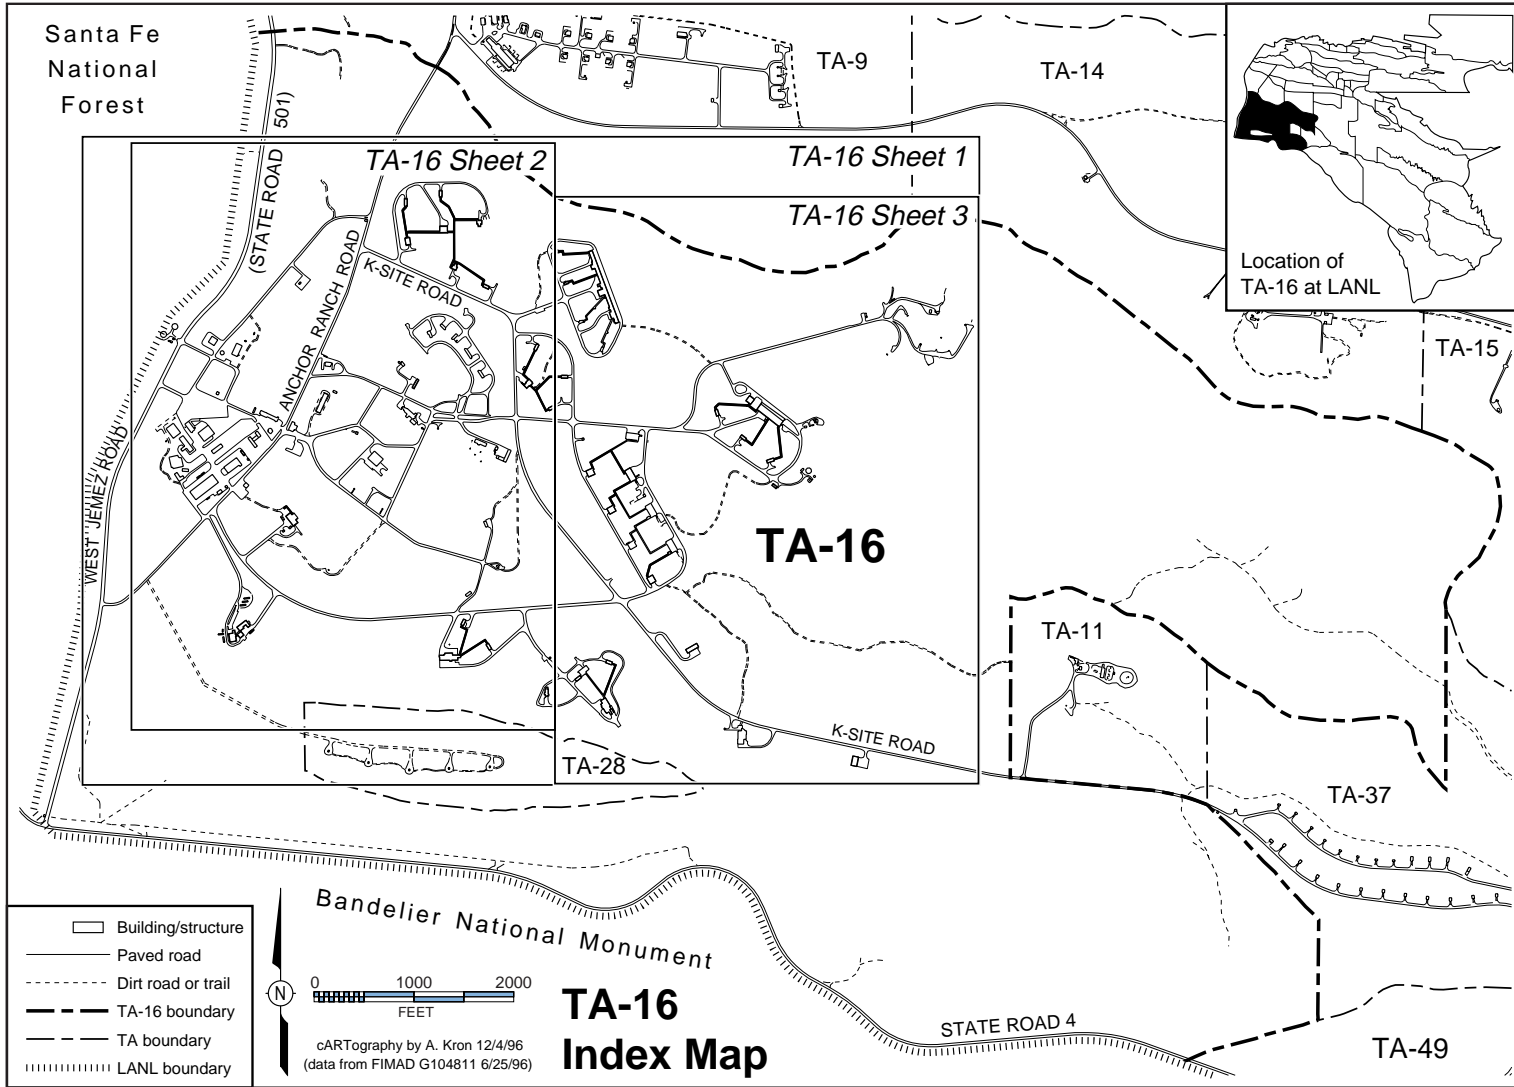 Santa Fe
National
Forest
TA-9
TA-14
(STATE ROAD 501)
TA-16 Sheet 2
TA-16 Sheet 1
TA-16 Sheet 3
Location of
TA-16 at LANL
ANCHOR RANCH ROAD
K-SITE ROAD
TA-15
WEST JEMEZ ROAD
TA-16
TA-11
K-SITE ROAD
TA-28
TA-37
Bandelier National Monument
Building/structure
Paved road
Dirt road or trail
TA-16 boundary
TA boundary
LANL boundary
N
0 1000 2000
FEET
cARTography by A. Kron 12/4/96
(data from FIMAD G104811 6/25/96)
TA-16
Index Map
STATE ROAD 4
TA-49